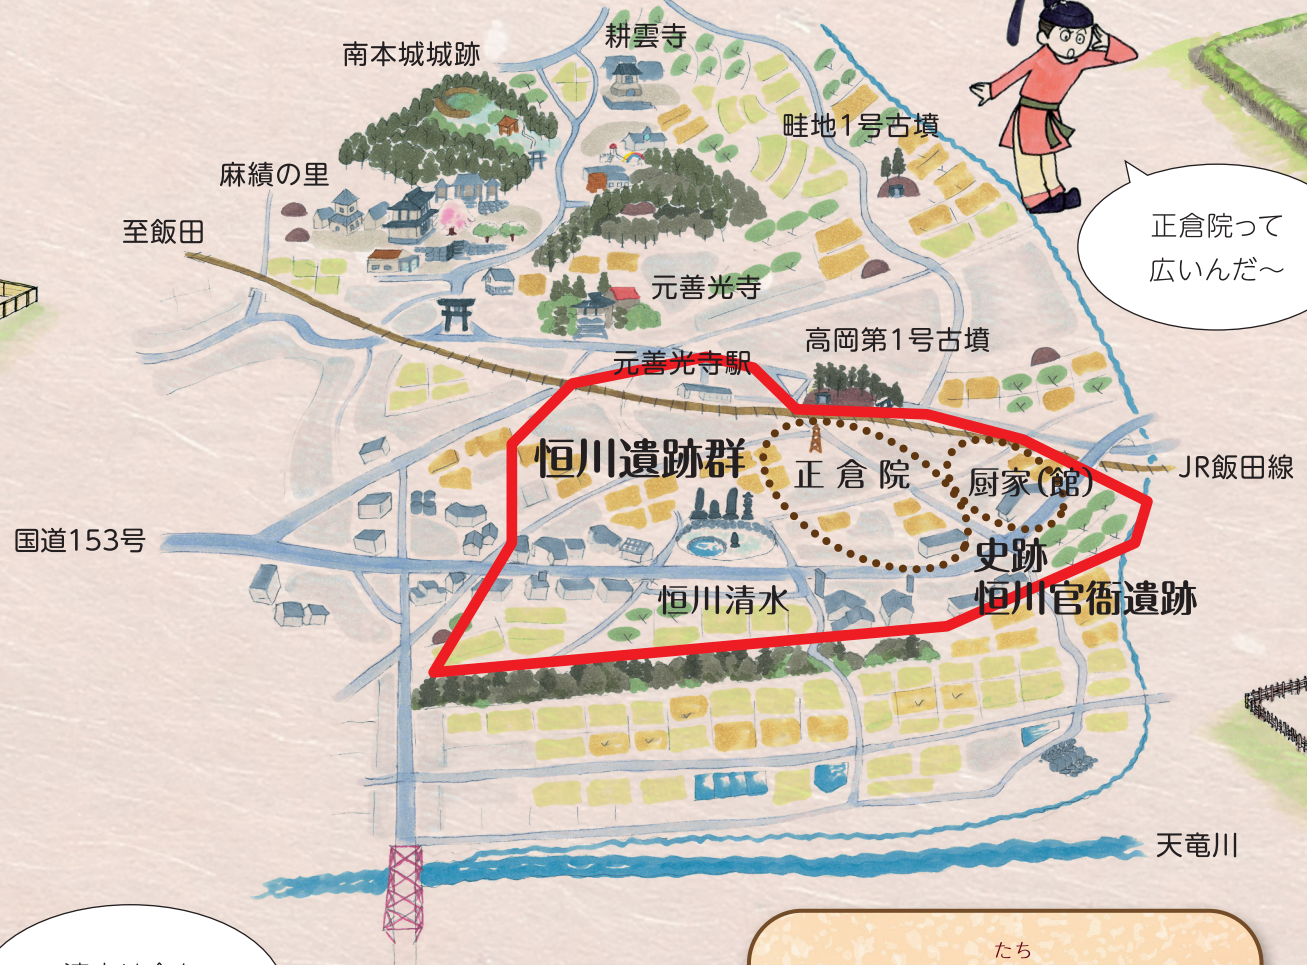 耕雲寺
南本城城跡
畦地1号古墳
麻績の里
至飯田
正倉院って
広いんだ～
元善光寺
高岡第1号古墳
元善光寺駅
恒川遺跡群
正倉院
厨家(館)
JR飯田線
国道153号
史跡
恒川官衙遺跡
恒川清水
天竜川
たち